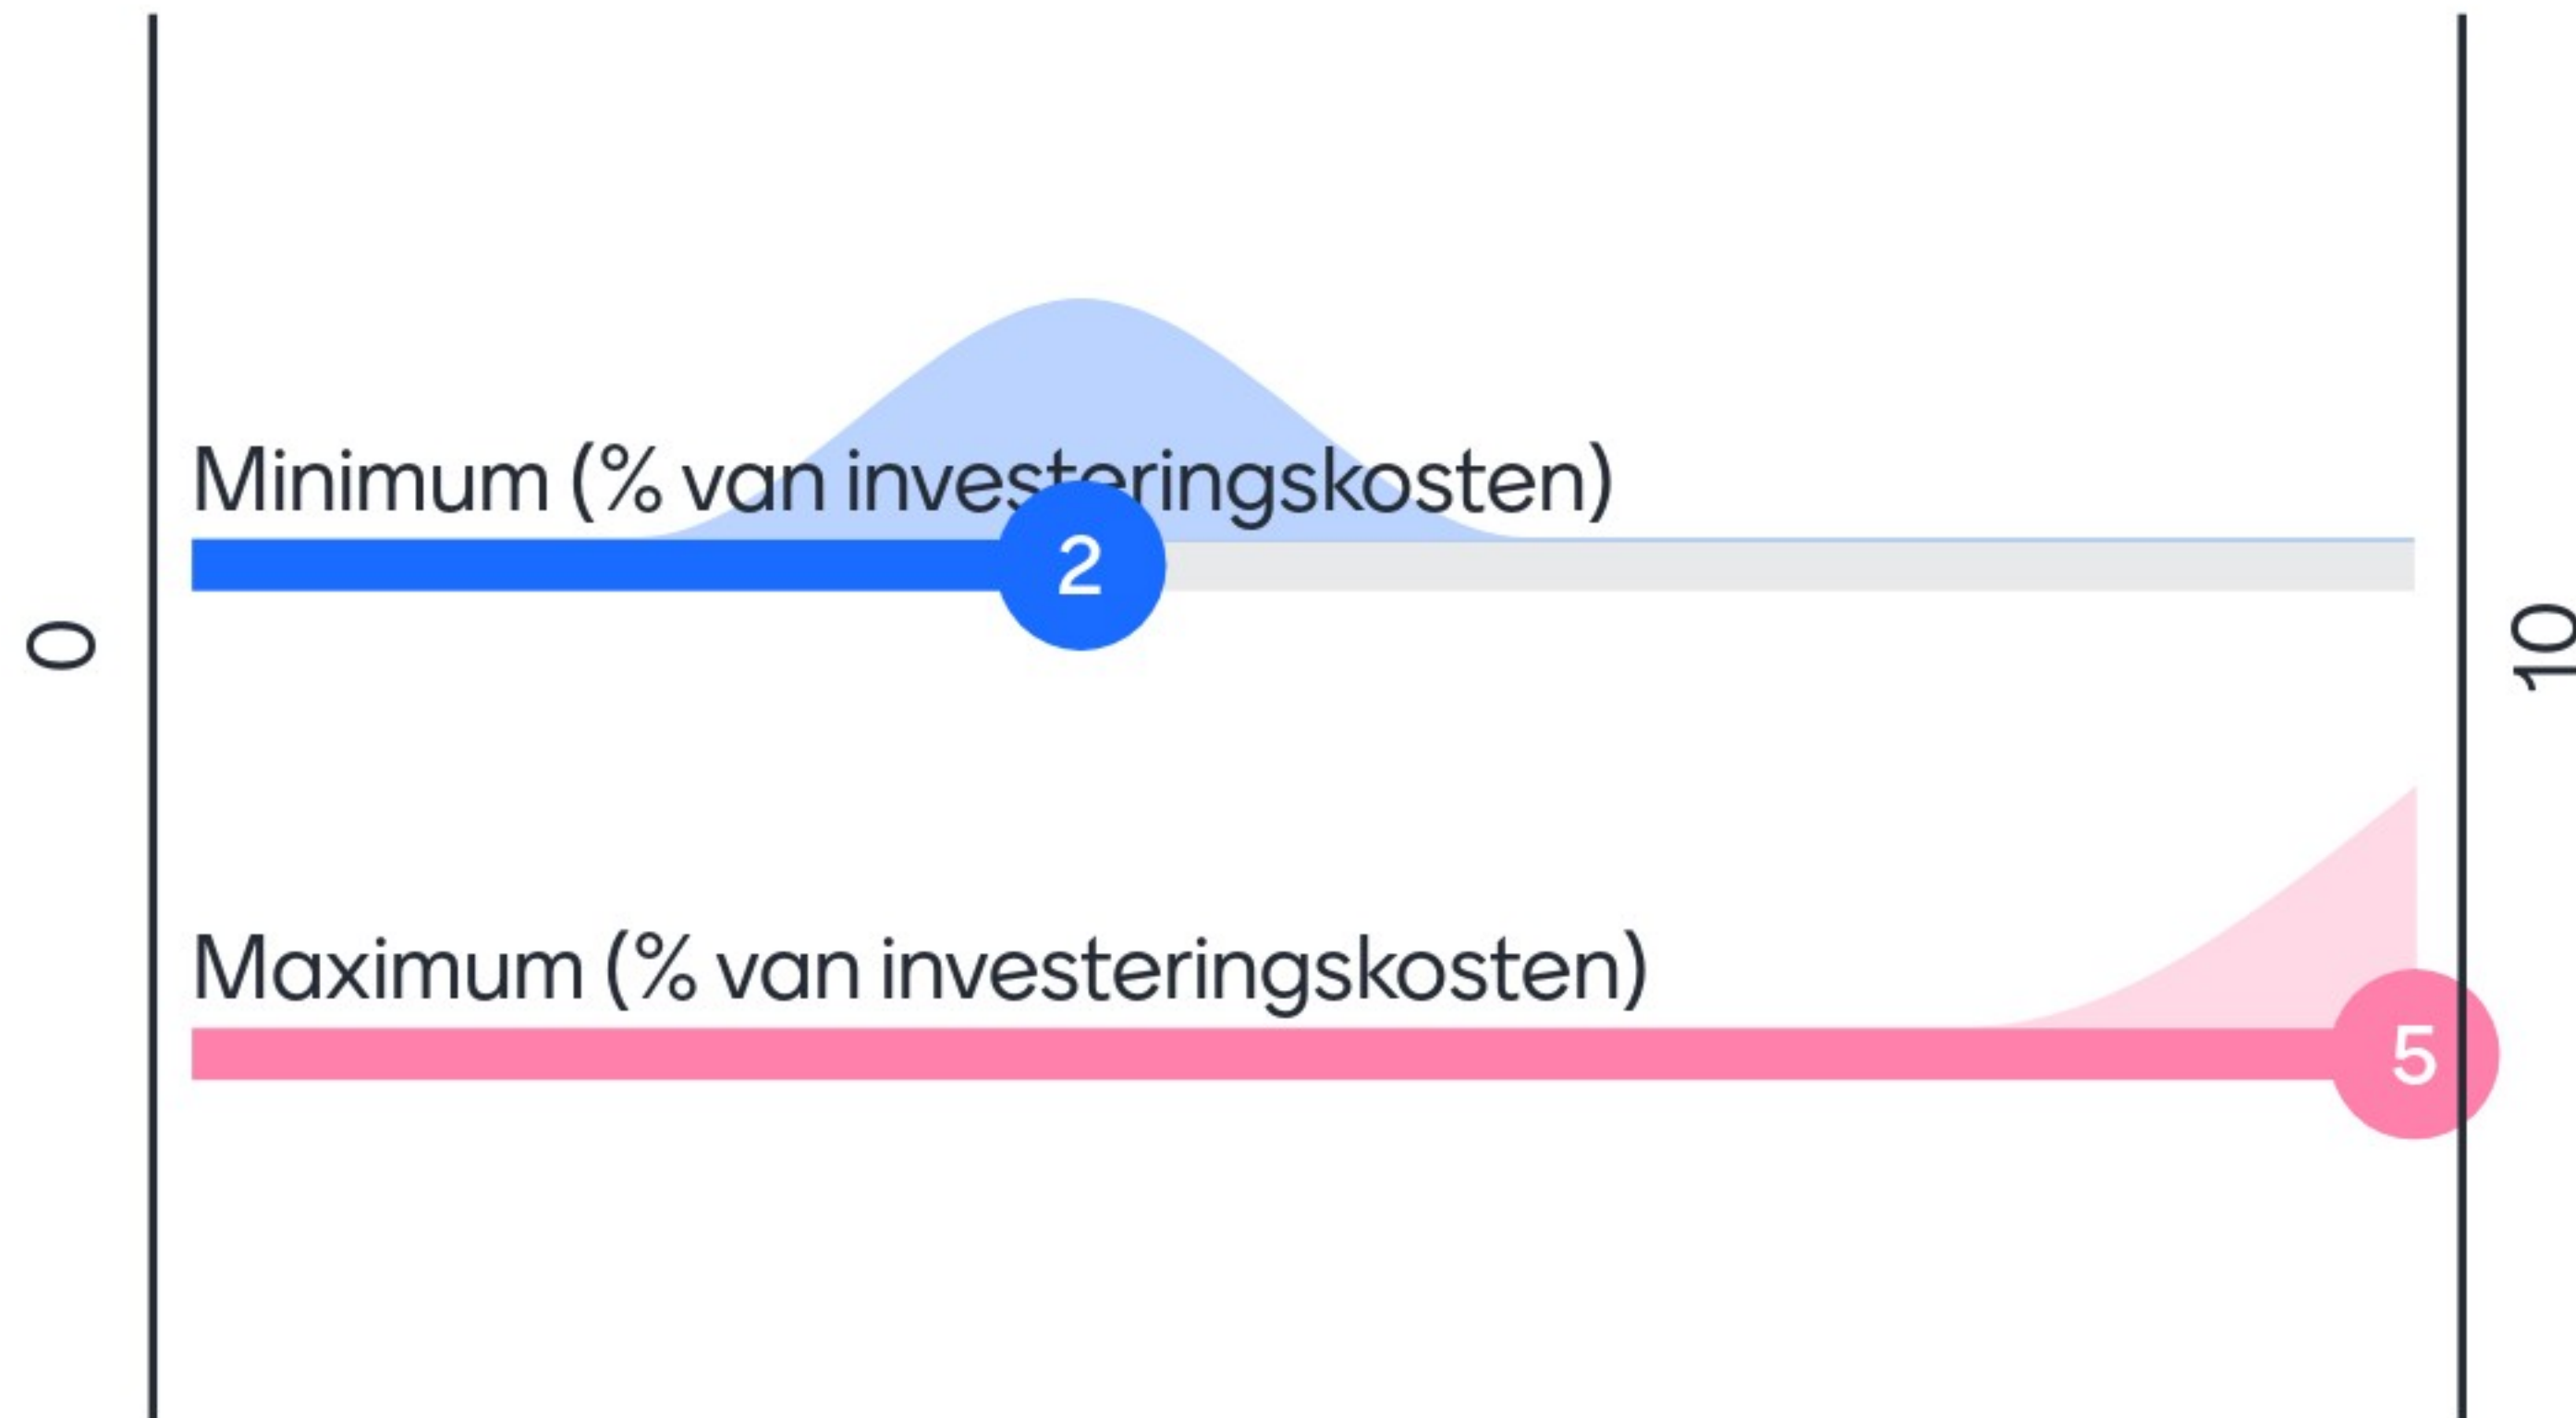 Minimum (% van investeringskosten)
2
0
10
Maximum (% van investeringskosten)
5